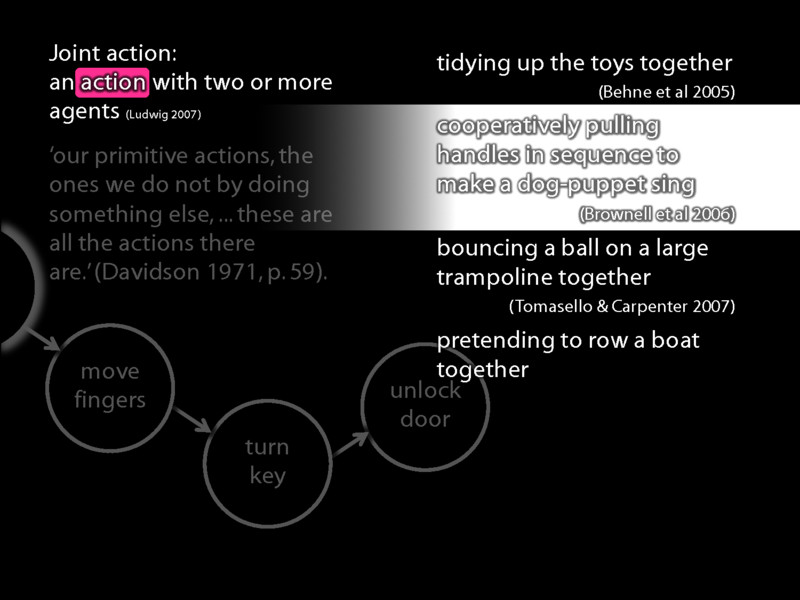 Joint action:
an action with two or more
agents (Ludwig 2007)
‘our primitive actions, the
ones we do not by doing
something else, ... these are
all the actions there
are.’ (Davidson 1971, p. 59).
move
fingers
turn
key
unlock
door
tidying up the toys together
(Behne et al 2005)
cooperatively pulling
handles in sequence to
make a dog-puppet sing
(Brownell et al 2006)
bouncing a ball on a large
trampoline together
(Tomasello & Carpenter 2007)
pretending to row a boat
together